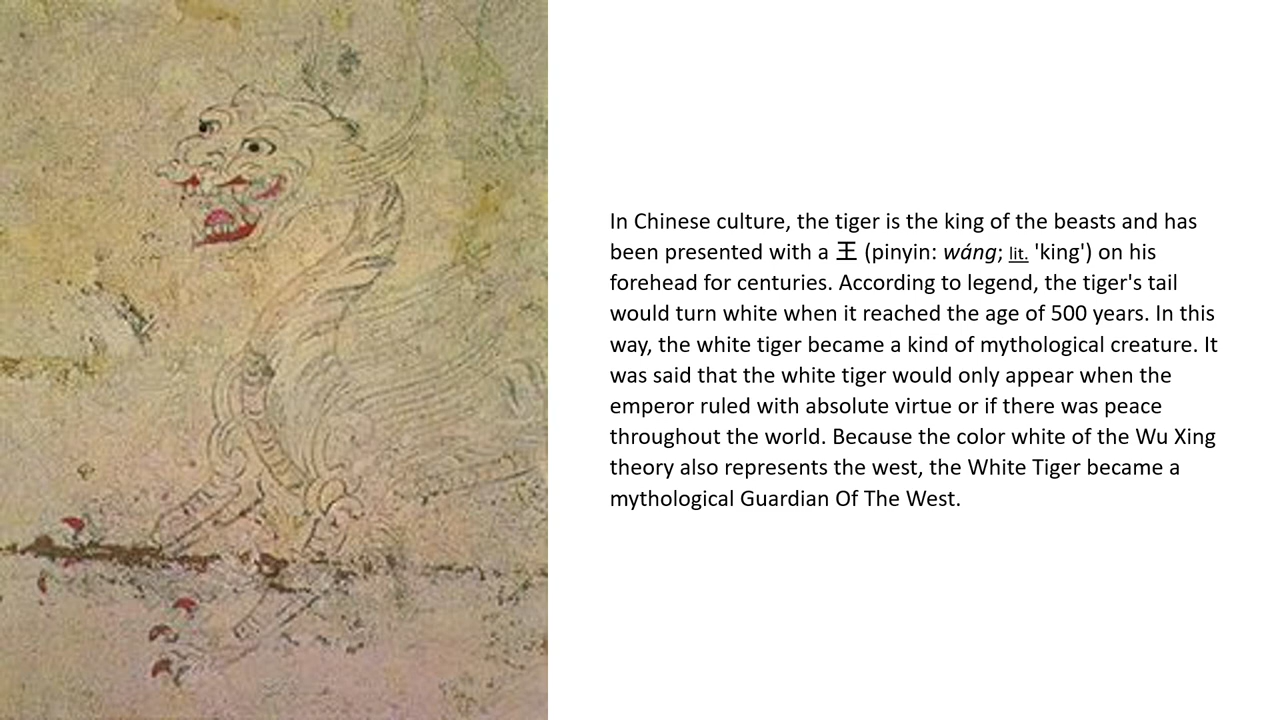 In Chinese culture, the tiger is the king of the beasts and has
been presented with a 王 (pinyin: wáng; lit. 'king') on his
forehead for centuries. According to legend, the tiger's tail
would turn white when it reached the age of 500 years. In this
way, the white tiger became a kind of mythological creature. It
was said that the white tiger would only appear when the
emperor ruled with absolute virtue or if there was peace
throughout the world. Because the color white of the Wu Xing
theory also represents the west, the White Tiger became a
mythological Guardian Of The West.